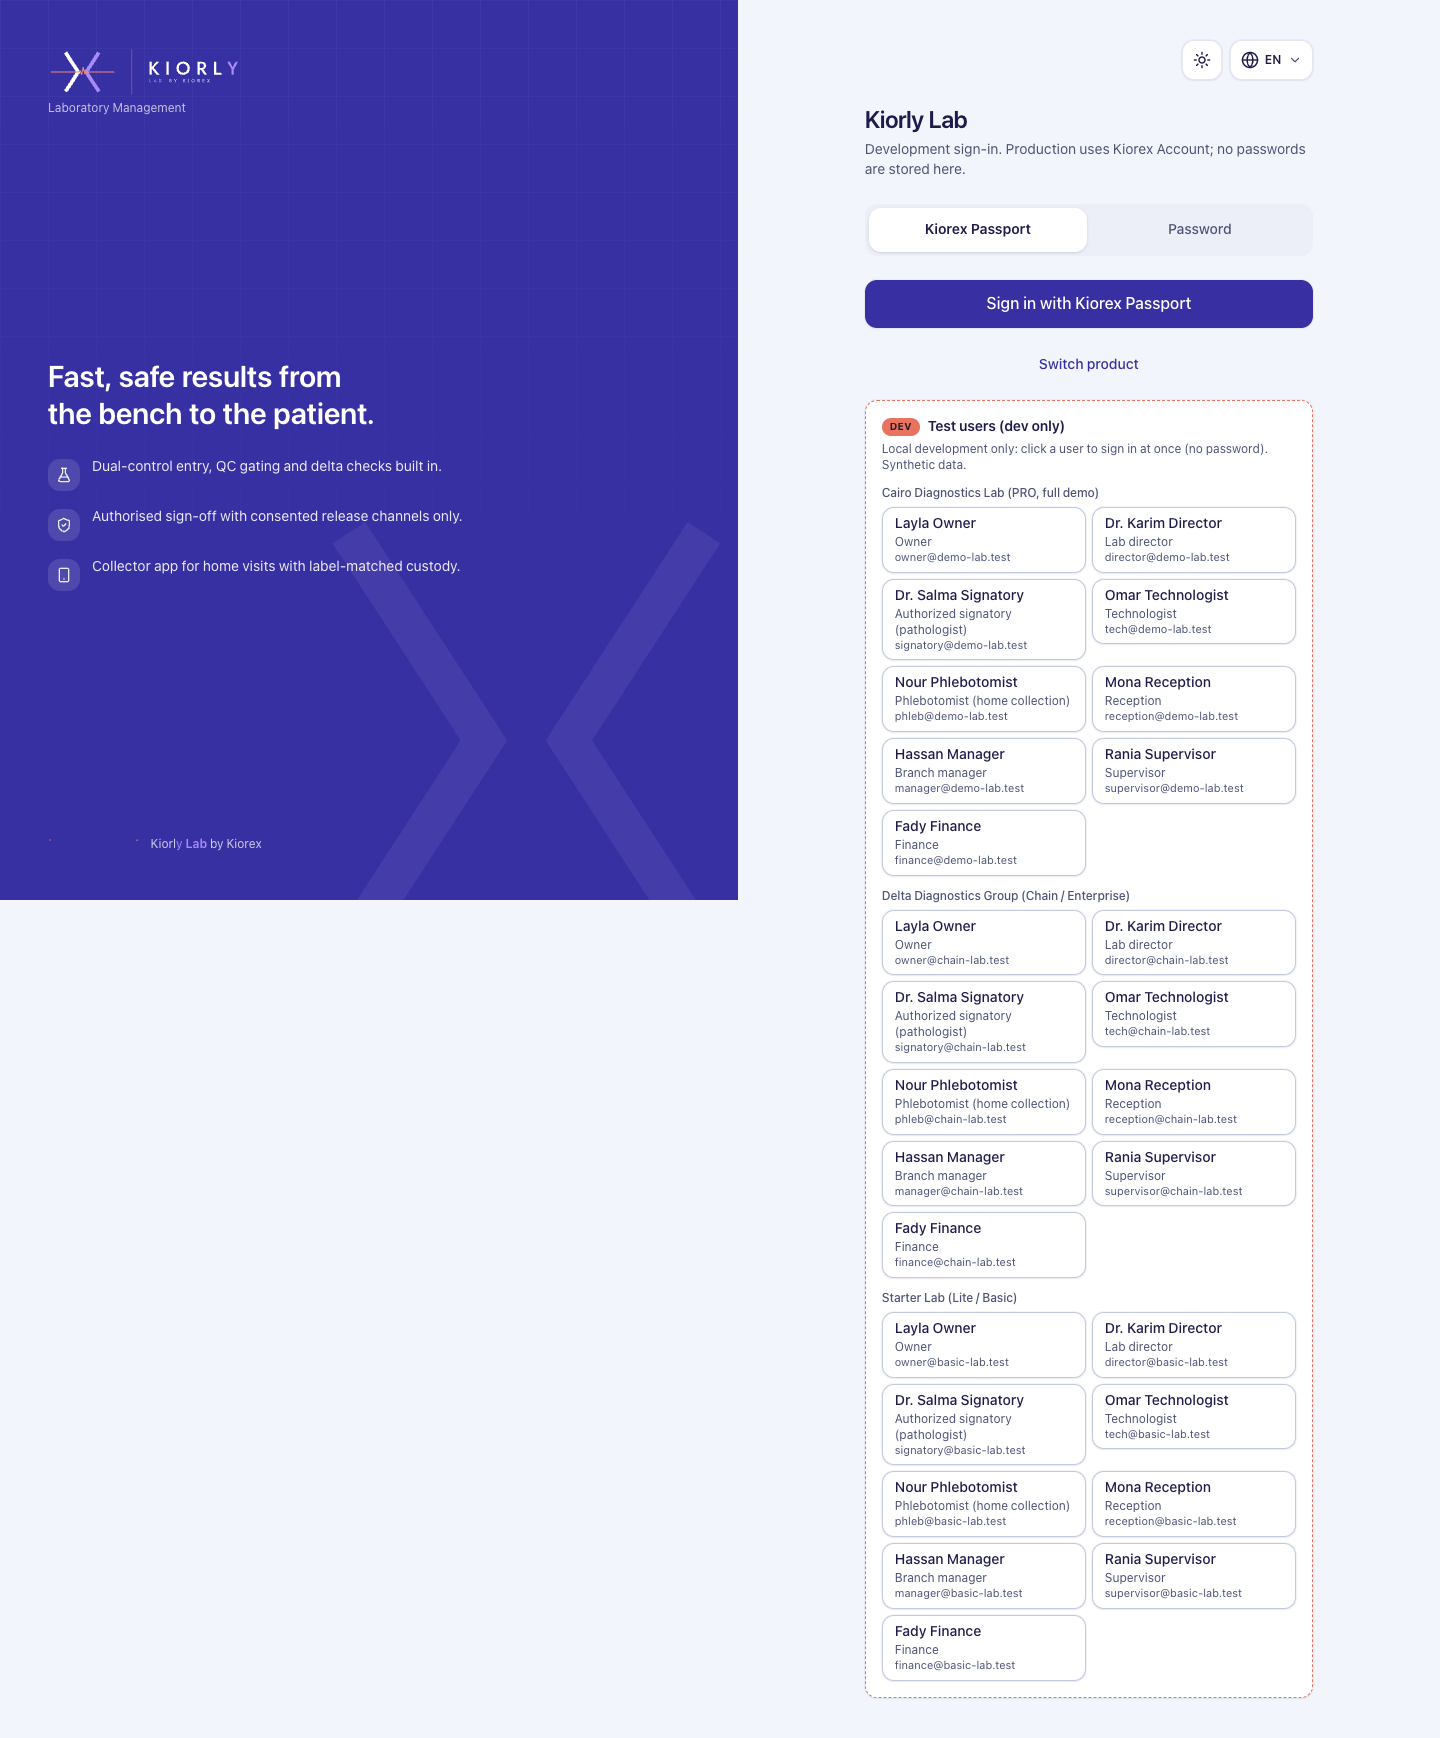 KIORLY
LAB BY KIOREX
Laboratory Management
Fast, safe results from
the bench to the patient.
Dual-control entry, QC gating and delta checks built in.
Authorised sign-off with consented release channels only.
Collector app for home visits with label-matched custody.
Kiorly Lab by Kiorex
EN
Kiorly Lab
Development sign-in. Production uses Kiorex Account; no passwords
are stored here.
Kiorex Passport
Password
Sign in with Kiorex Passport
Switch product
DEV Test users (dev only)
Local development only: click a user to sign in at once (no password).
Synthetic data.
Cairo Diagnostics Lab (PRO, full demo)
Layla Owner
Owner
owner@demo-lab.test
Dr. Karim Director
Lab director
director@demo-lab.test
Dr. Salma Signatory
Authorized signatory
(pathologist)
signatory@demo-lab.test
Omar Technologist
Technologist
tech@demo-lab.test
Nour Phlebotomist
Phlebotomist (home collection)
phleb@demo-lab.test
Mona Reception
Reception
reception@demo-lab.test
Hassan Manager
Branch manager
manager@demo-lab.test
Rania Supervisor
Supervisor
supervisor@demo-lab.test
Fady Finance
Finance
finance@demo-lab.test
Delta Diagnostics Group (Chain / Enterprise)
Layla Owner
Owner
owner@chain-lab.test
Dr. Karim Director
Lab director
director@chain-lab.test
Dr. Salma Signatory
Authorized signatory
(pathologist)
signatory@chain-lab.test
Omar Technologist
Technologist
tech@chain-lab.test
Nour Phlebotomist
Phlebotomist (home collection)
phleb@chain-lab.test
Mona Reception
Reception
reception@chain-lab.test
Hassan Manager
Branch manager
manager@chain-lab.test
Rania Supervisor
Supervisor
supervisor@chain-lab.test
Fady Finance
Finance
finance@chain-lab.test
Starter Lab (Lite / Basic)
Layla Owner
Owner
owner@basic-lab.test
Dr. Karim Director
Lab director
director@basic-lab.test
Dr. Salma Signatory
Authorized signatory
(pathologist)
signatory@basic-lab.test
Omar Technologist
Technologist
tech@basic-lab.test
Nour Phlebotomist
Phlebotomist (home collection)
phleb@basic-lab.test
Mona Reception
Reception
reception@basic-lab.test
Hassan Manager
Branch manager
manager@basic-lab.test
Rania Supervisor
Supervisor
supervisor@basic-lab.test
Fady Finance
Finance
finance@basic-lab.test